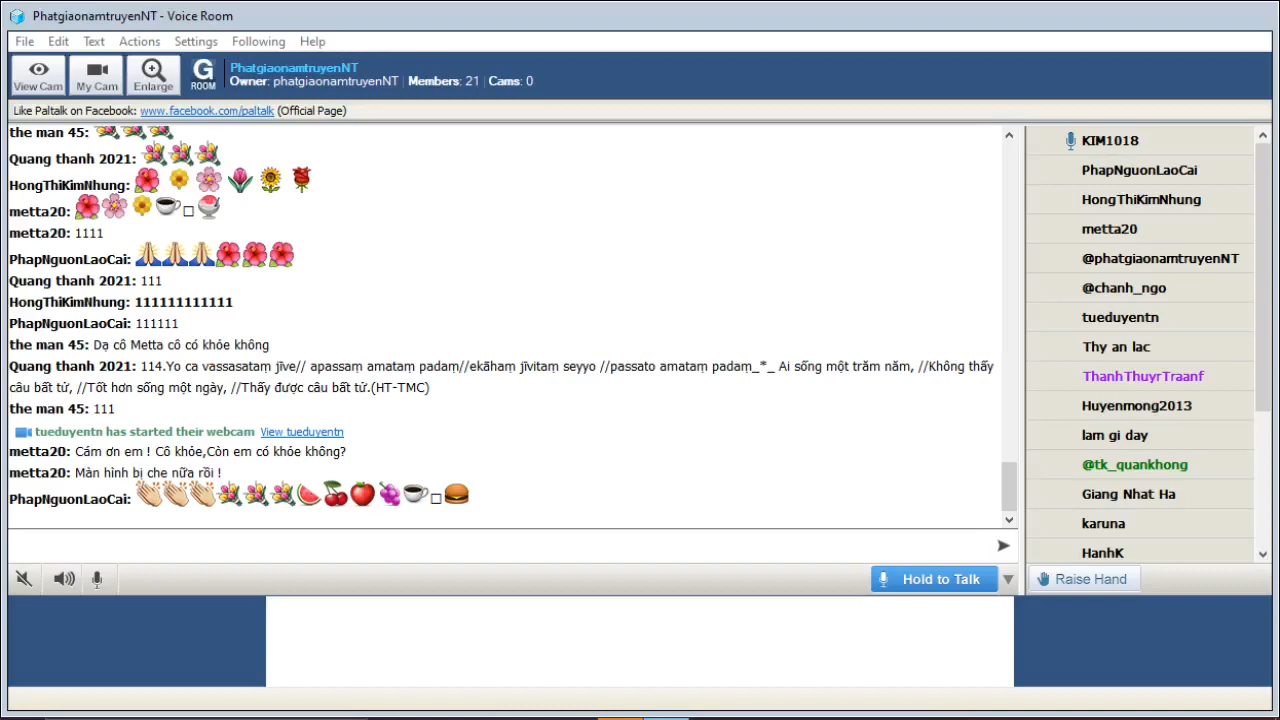 PhatgiaonamtruyenNT - Voice Room
File Edit Text Actions Settings Following Help
View Cam My Cam Enlarge G ROOM
PhatgiaonamtruyenNT
Owner: phatgiaonamtruyenNT Members: 21 Cams: 0
Like Paltalk on Facebook: www.facebook.com/paltalk (Official Page)
the man 45:
Quang thanh 2021:
HongThiKimNhung:
metta20:
metta20: 1111
PhapNguonLaoCai:
Quang thanh 2021: 111
HongThiKimNhung: 111111111111
PhapNguonLaoCai: 111111
the man 45: Dạ cô Metta cô có khỏe không
Quang thanh 2021: 114.Yo ca vassasataṃ jīve// apassaṃ amataṃ padaṃ//ekāhaṃ jīvitaṃ seyyo //passato amataṃ padaṃ_*_ Ai sống một trăm năm, //Không thấy
câu bất tử, //Tốt hơn sống một ngày, //Thấy được câu bất tử.(HT-TMC)
the man 45: 111
tueduyentn has started their webcam View tueduyentn
metta20: Cám ơn em ! Cô khỏe,Còn em có khỏe không?
metta20: Màn hình bị che nữa rồi !
PhapNguonLaoCai:
KIM1018
PhapNguonLaoCai
HongThiKimNhung
metta20
@phatgiaonamtruyenNT
@chanh_ngo
tueduyentn
Thy an lac
ThanhThuyrTraanf
Huyenmong2013
lam gi day
@tk_quankhong
Giang Nhat Ha
karuna
HanhK
Hold to Talk
Raise Hand